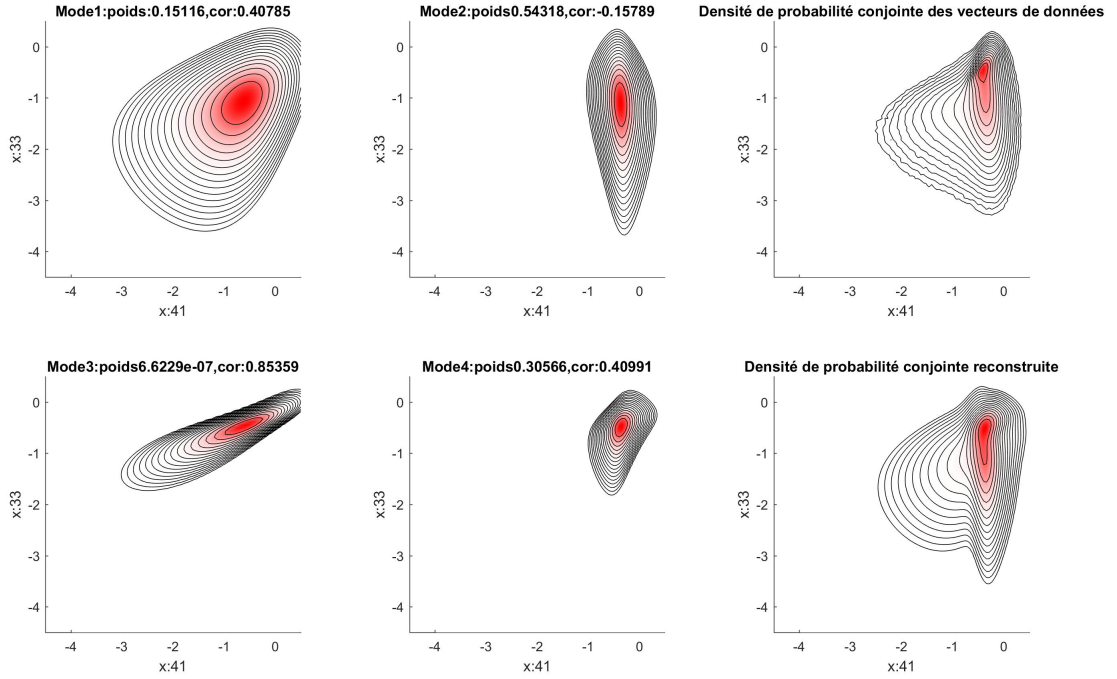 Mode1:poids:0.15116,cor:0.40785
0
-1
-2
-3
-4
x:33
-4 -3 -2 -1 0
x:41
Mode2:poids0.54318,cor:-0.15789
0
-1
-2
-3
-4
x:33
-4 -3 -2 -1 0
x:41
Densité de probabilité conjointe des vecteurs de données
0
-1
-2
-3
-4
x:33
-4 -3 -2 -1 0
x:41
Mode3:poids6.6229e-07,cor:0.85359
0
-1
-2
-3
-4
x:33
-4 -3 -2 -1 0
x:41
Mode4:poids0.30566,cor:0.40991
0
-1
-2
-3
-4
x:33
-4 -3 -2 -1 0
x:41
Densité de probabilité conjointe reconstruite
0
-1
-2
-3
-4
x:33
-4 -3 -2 -1 0
x:41